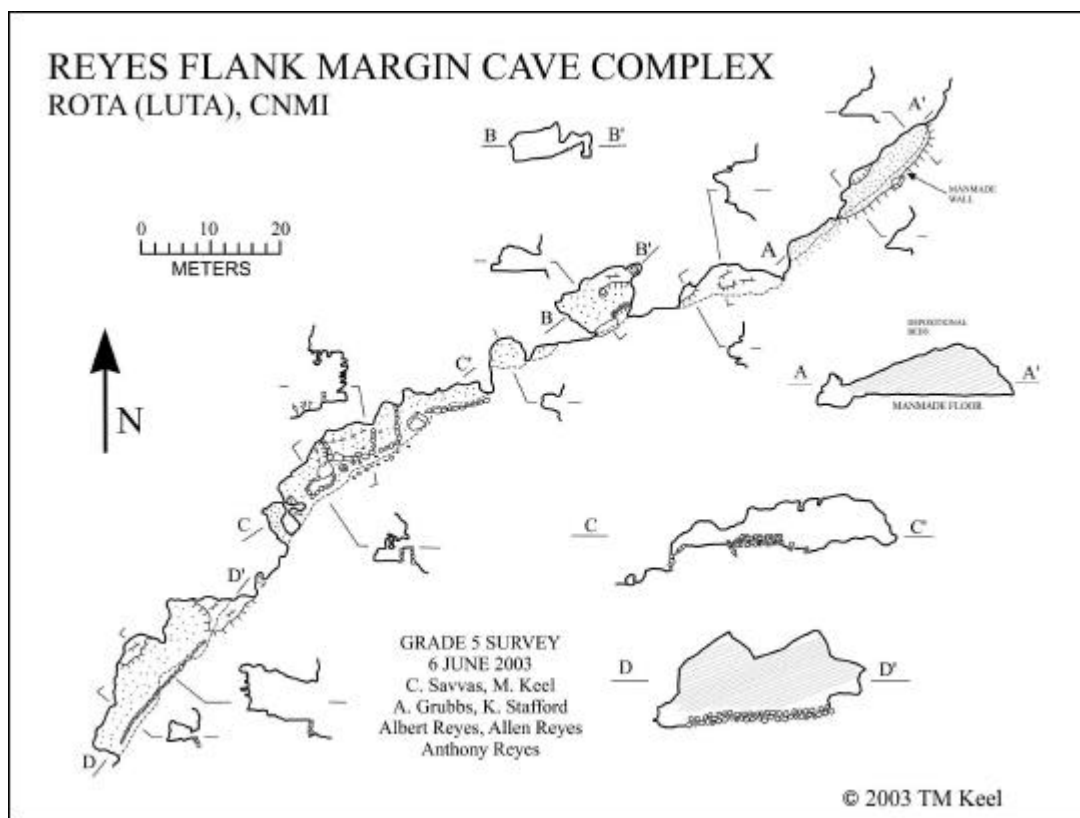 REYES FLANK MARGIN CAVE COMPLEX
ROTA (LUTA), CNMI
A'
B B'
MANMADE
WALL
0 10 20
METERS
B'
A
B
DEPOSITIONAL
BEDS
C'
A A'
MANMADE FLOOR
N
C
C C'
D'
GRADE 5 SURVEY
6 JUNE 2003
C. Savvas, M. Keel
A. Grubbs, K. Stafford
Albert Reyes, Allen Reyes
Anthony Reyes
D D'
D
© 2003 TM Keel